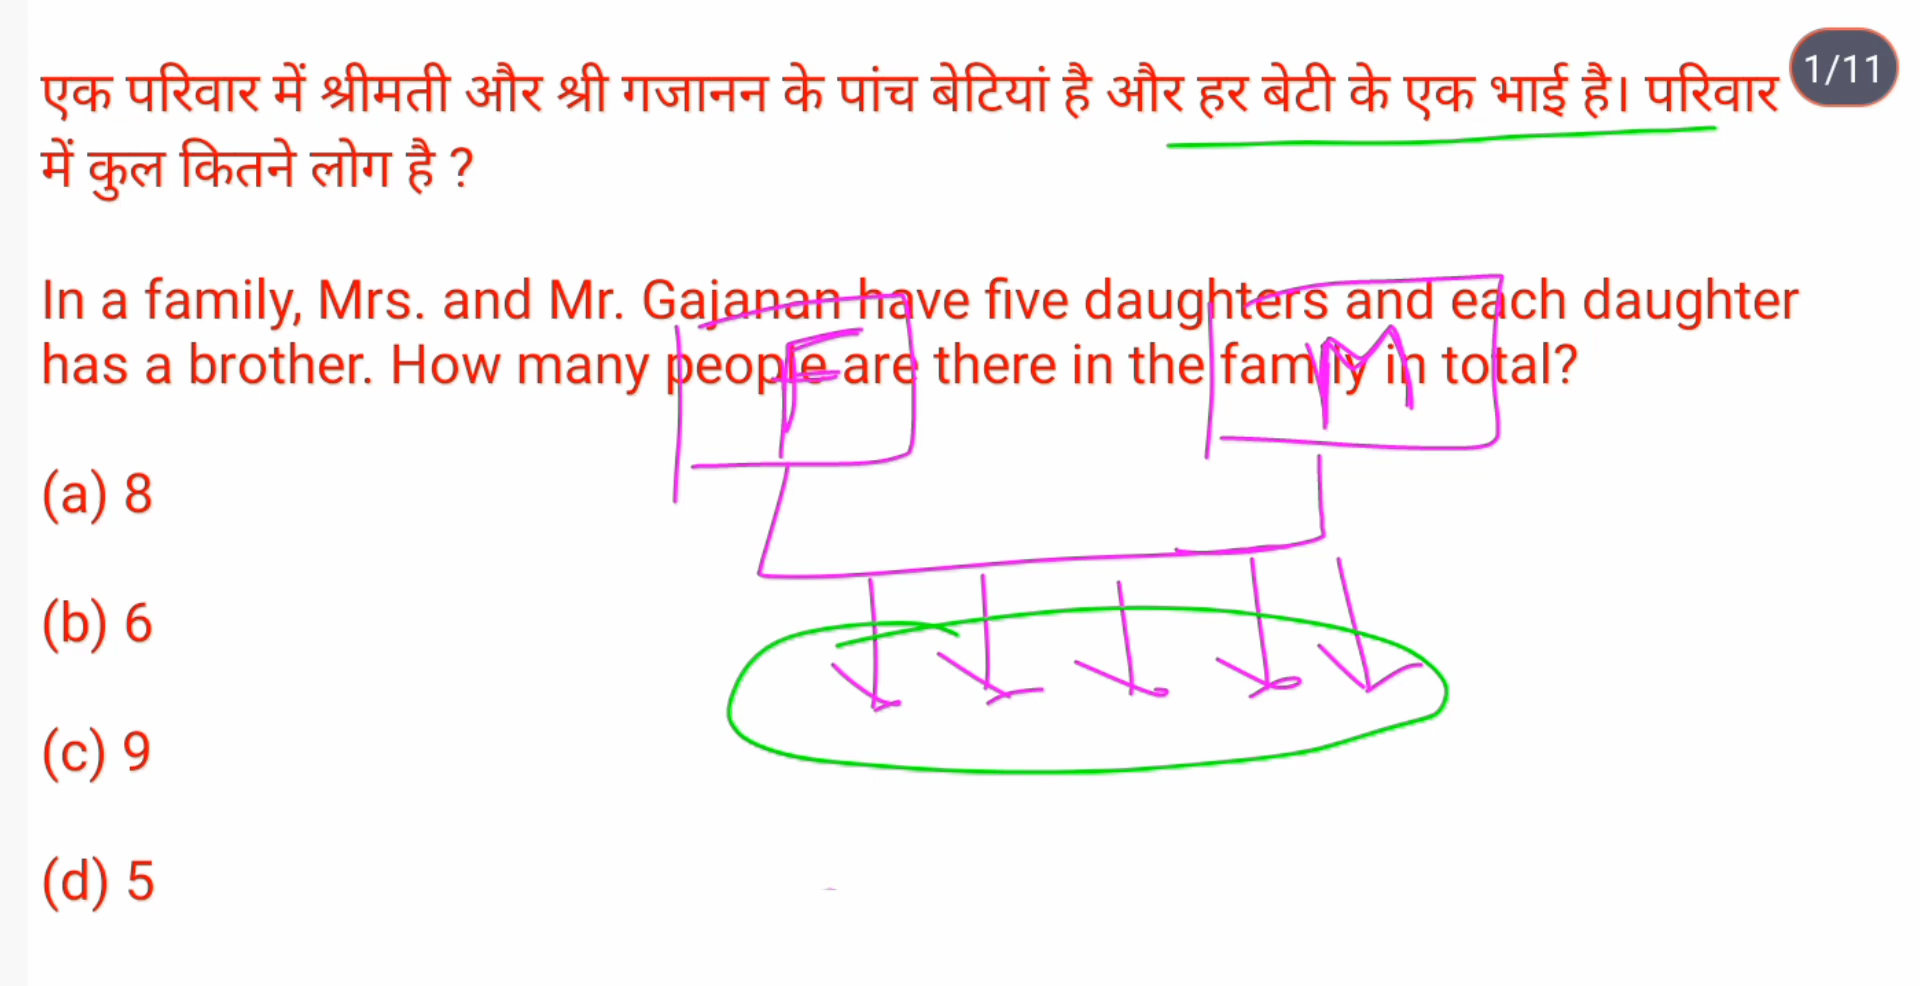 एक परिवार में श्रीमती और श्री गजानन के पांच बेटियां है और हर बेटी के एक भाई है। परिवार
1/11
में कुल कितने लोग है ?
In a family, Mrs. and Mr. Gajanan have five daughters and each daughter
has a brother. How many people are there in the family in total?
F
M
(a) 8
(b) 6
(c) 9
(d) 5